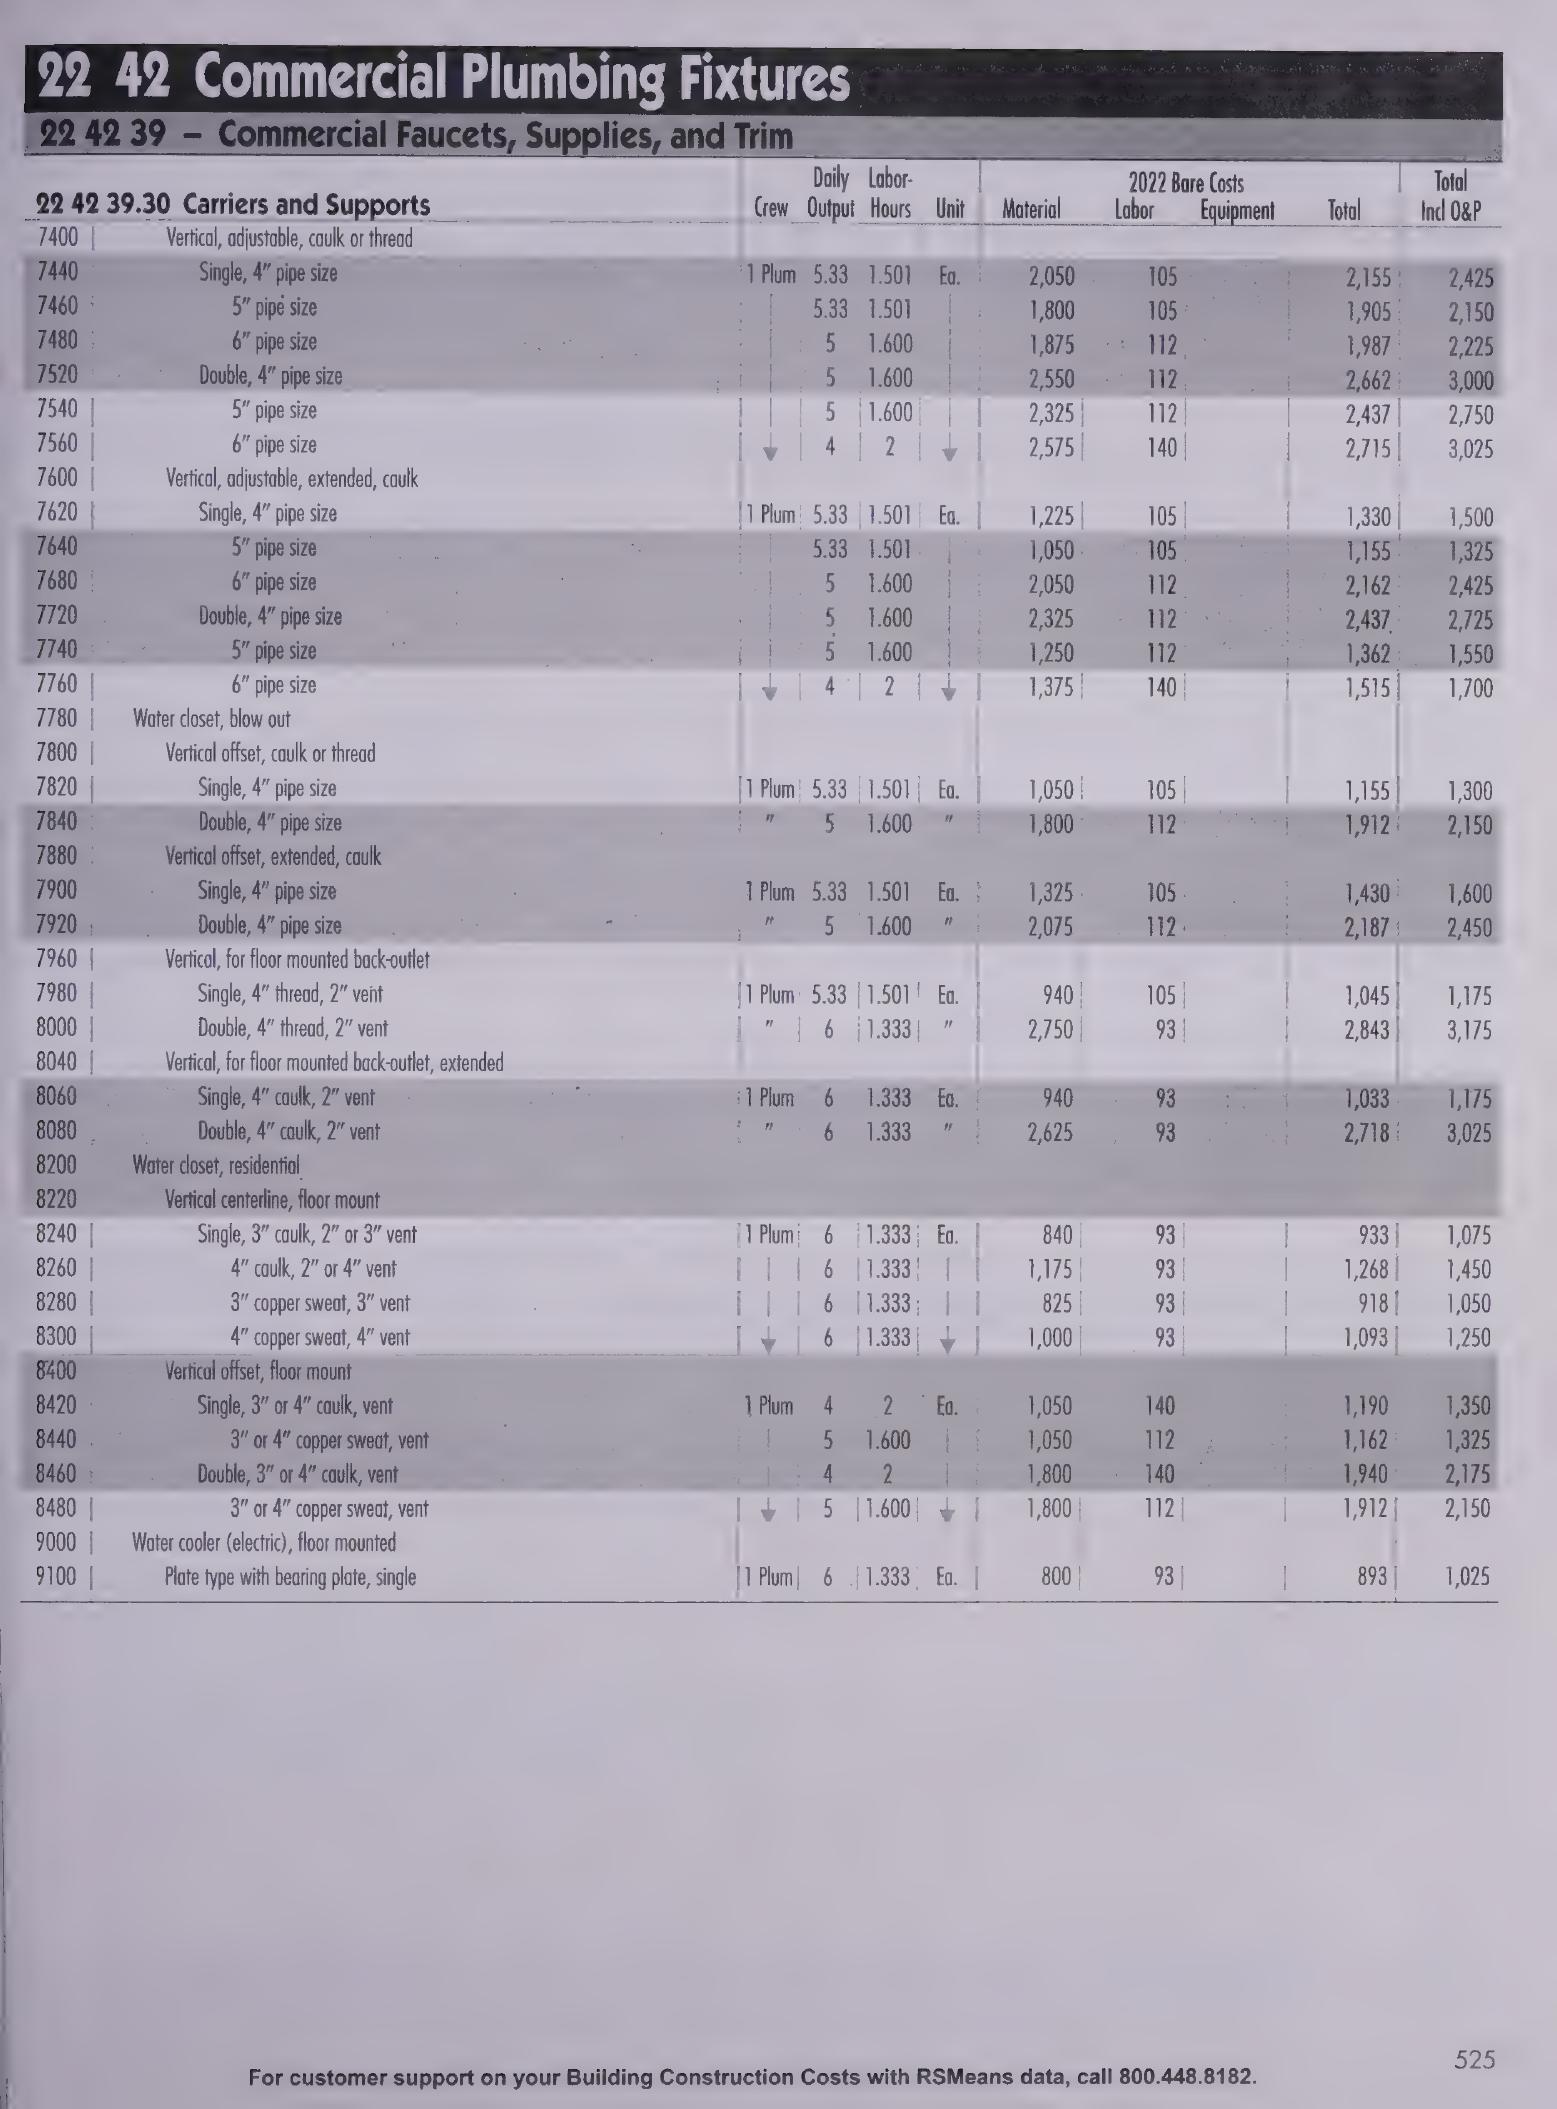 22 42 Commercial Plumbing Fixtures
22 42 39 – Commercial Faucets, Supplies, and Trim
22 42 39.30 Carriers and Supports Crew Daily Output Labor-Hours Unit Material 2022 Bare Costs Labor Equipment Total Total Incl O&P
7400 Vertical, adjustable, caulk or thread
7440 Single, 4" pipe size 1 Plum 5.33 1.501 Ea. 2,050 105 2,155 2,425
7460 5" pipe size 5.33 1.501 1,800 105 1,905 2,150
7480 6" pipe size 5 1.600 1,875 112 1,987 2,225
7520 Double, 4" pipe size 5 1.600 2,550 112 2,662 3,000
7540 5" pipe size 5 1.600 2,325 112 2,437 2,750
7560 6" pipe size 4 2 2,575 140 2,715 3,025
7600 Vertical, adjustable, extended, caulk
7620 Single, 4" pipe size 1 Plum 5.33 1.501 Ea. 1,225 105 1,330 1,500
7640 5" pipe size 5.33 1.501 1,050 105 1,155 1,325
7680 6" pipe size 5 1.600 2,050 112 2,162 2,425
7720 Double, 4" pipe size 5 1.600 2,325 112 2,437 2,725
7740 5" pipe size 5 1.600 1,250 112 1,362 1,550
7760 6" pipe size 4 2 1,375 140 1,515 1,700
7780 Water closet, blow out
7800 Vertical offset, caulk or thread
7820 Single, 4" pipe size 1 Plum 5.33 1.501 Ea. 1,050 105 1,155 1,300
7840 Double, 4" pipe size " 5 1.600 " 1,800 112 1,912 2,150
7880 Vertical offset, extended, caulk
7900 Single, 4" pipe size 1 Plum 5.33 1.501 Ea. 1,325 105 1,430 1,600
7920 Double, 4" pipe size " 5 1.600 " 2,075 112 2,187 2,450
7960 Vertical, for floor mounted back-outlet
7980 Single, 4" thread, 2" vent 1 Plum 5.33 1.501 Ea. 940 105 1,045 1,175
8000 Double, 4" thread, 2" vent " 6 1.333 " 2,750 93 2,843 3,175
8040 Vertical, for floor mounted back-outlet, extended
8060 Single, 4" caulk, 2" vent 1 Plum 6 1.333 Ea. 940 93 1,033 1,175
8080 Double, 4" caulk, 2" vent " 6 1.333 " 2,625 93 2,718 3,025
8200 Water closet, residential
8220 Vertical centerline, floor mount
8240 Single, 3" caulk, 2" or 3" vent 1 Plum 6 1.333 Ea. 840 93 933 1,075
8260 4" caulk, 2" or 4" vent 6 1.333 1,175 93 1,268 1,450
8280 3" copper sweat, 3" vent 6 1.333 825 93 918 1,050
8300 4" copper sweat, 4" vent 6 1.333 1,000 93 1,093 1,250
8400 Vertical offset, floor mount
8420 Single, 3" or 4" caulk, vent 1 Plum 4 2 Ea. 1,050 140 1,190 1,350
8440 3" or 4" copper sweat, vent 5 1.600 1,050 112 1,162 1,325
8460 Double, 3" or 4" caulk, vent 4 2 1,800 140 1,940 2,175
8480 3" or 4" copper sweat, vent 5 1.600 1,800 112 1,912 2,150
9000 Water cooler (electric), floor mounted
9100 Plate type with bearing plate, single 1 Plum 6 1.333 Ea. 800 93 893 1,025
525
For customer support on your Building Construction Costs with RSMeans data, call 800.448.8182.